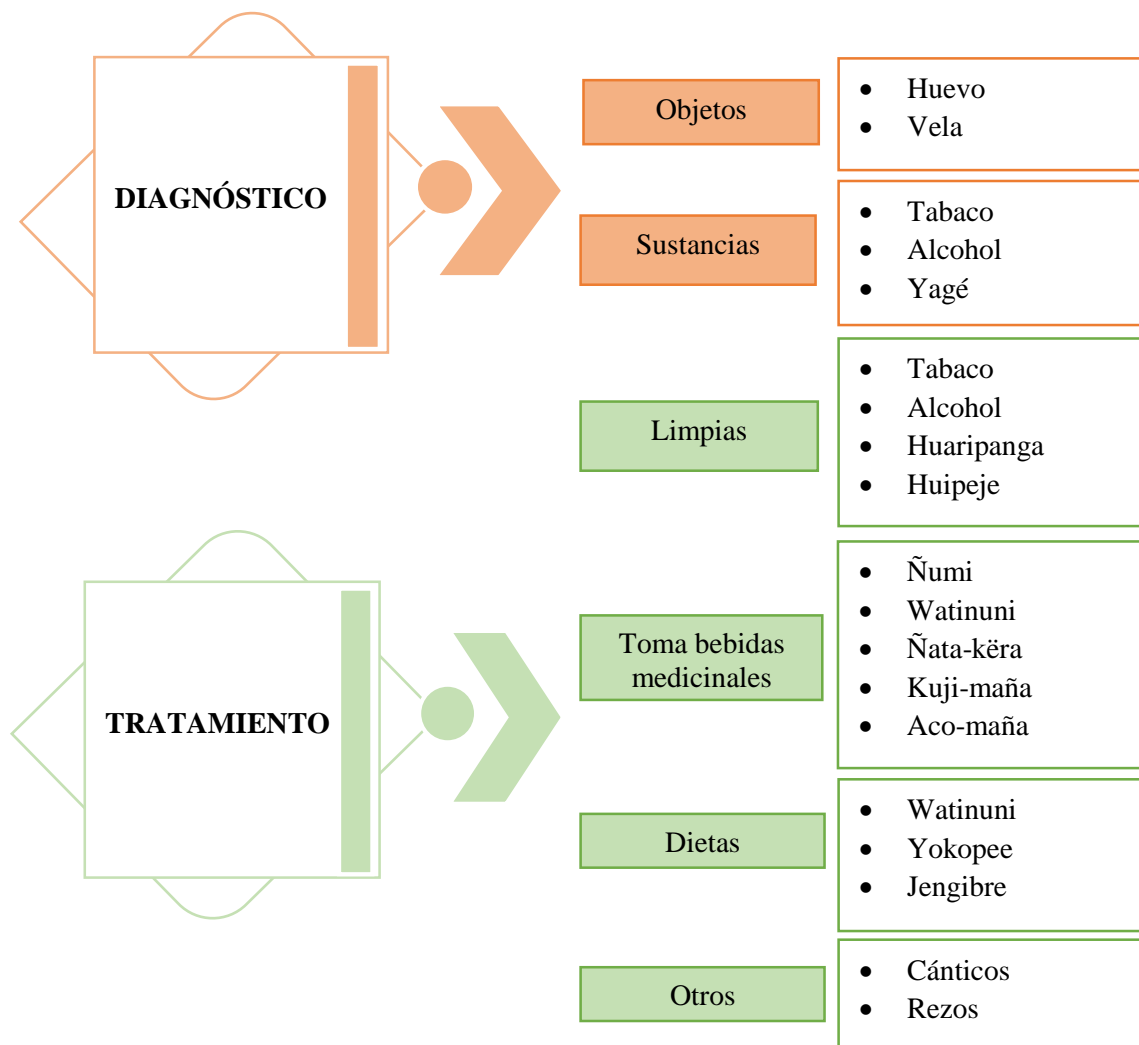 DIAGNÓSTICO
Objetos
• Huevo
• Vela
Sustancias
• Tabaco
• Alcohol
• Yagé
TRATAMIENTO
Limpias
• Tabaco
• Alcohol
• Huaripanga
• Huipeje
Toma bebidas
medicinales
• Ñumi
• Watinuni
• Ñata-këra
• Kuji-maña
• Aco-maña
Dietas
• Watinuni
• Yokopee
• Jengibre
Otros
• Cánticos
• Rezos